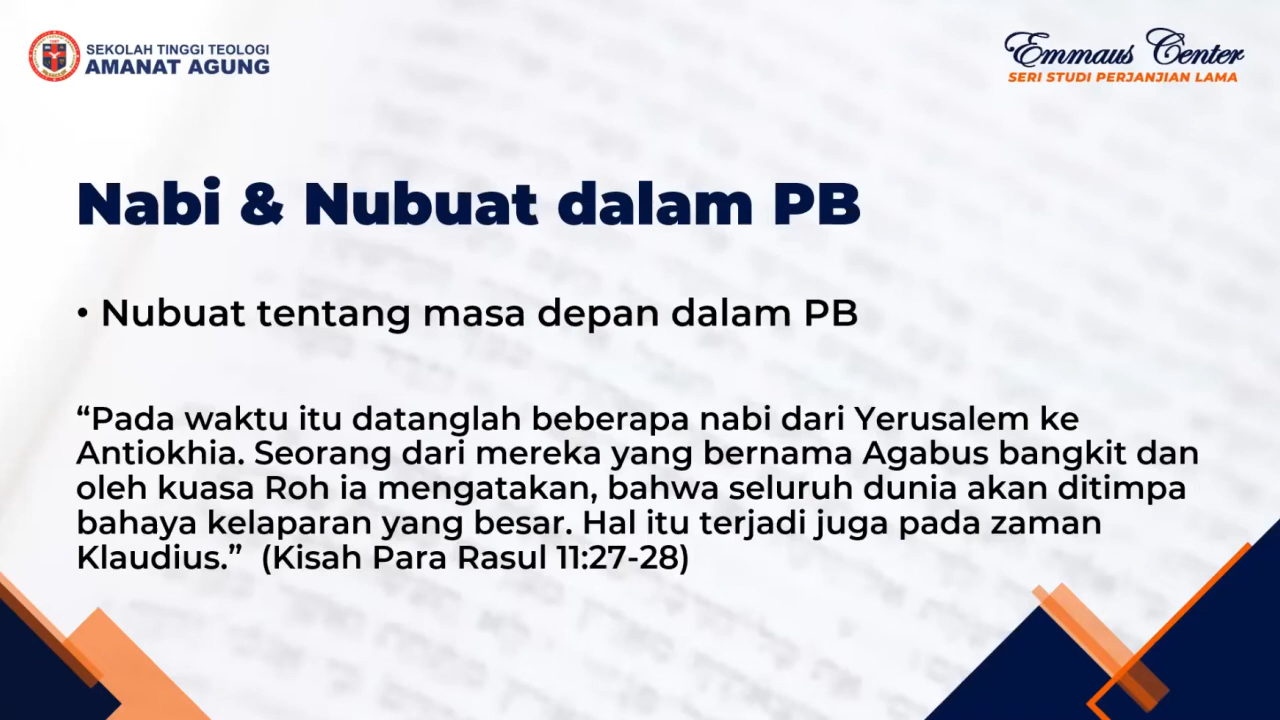 SEKOLAH TINGGI TEOLOGI
AMANAT AGUNG
Emmaus Center
SERI STUDI PERJANJIAN LAMA
Nabi & Nubuat dalam PB
• Nubuat tentang masa depan dalam PB
“Pada waktu itu datanglah beberapa nabi dari Yerusalem ke
Antiokhia. Seorang dari mereka yang bernama Agabus bangkit dan
oleh kuasa Roh ia mengatakan, bahwa seluruh dunia akan ditimpa
bahaya kelaparan yang besar. Hal itu terjadi juga pada zaman
Klaudius.” (Kisah Para Rasul 11:27-28)